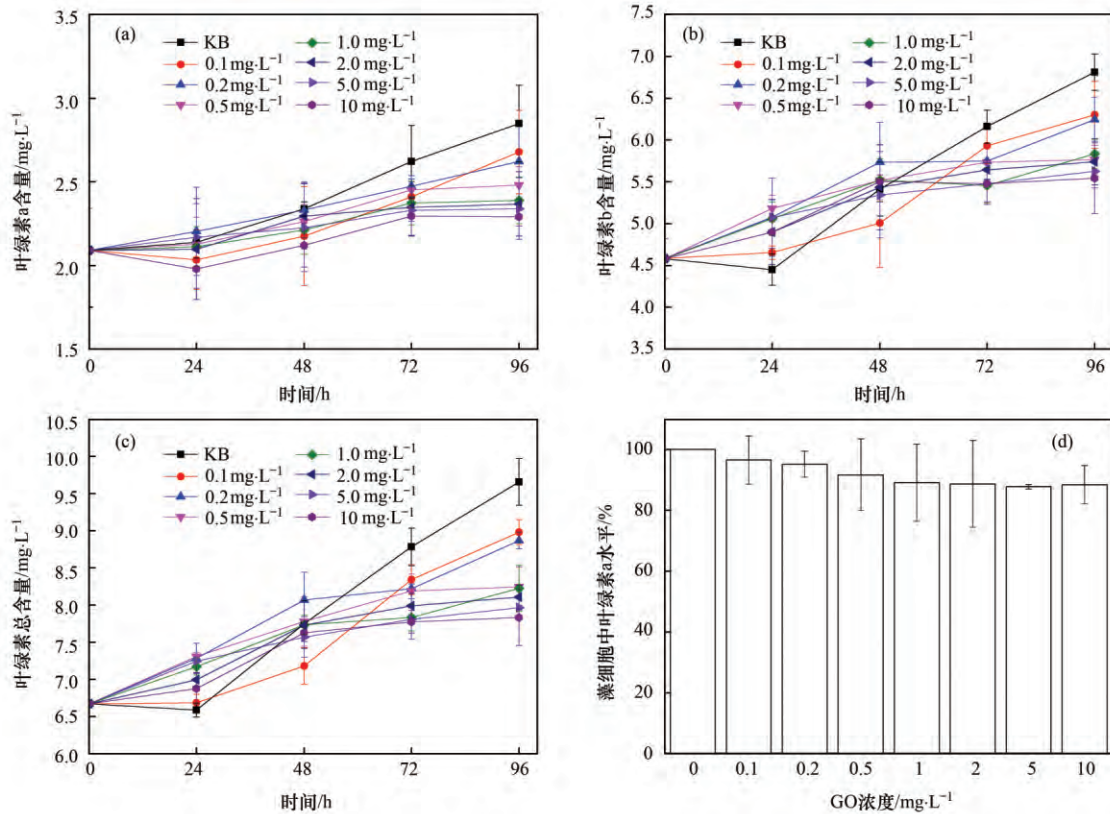 (a)
KB
0.1 mg·L⁻¹
0.2 mg·L⁻¹
0.5 mg·L⁻¹
1.0 mg·L⁻¹
2.0 mg·L⁻¹
5.0 mg·L⁻¹
10 mg·L⁻¹
叶绿素a含量/mg·L⁻¹
3.5
3.0
2.5
2.0
1.5
0 24 48 72 96
时间/h
(b)
KB
0.1 mg·L⁻¹
0.2 mg·L⁻¹
0.5 mg·L⁻¹
1.0 mg·L⁻¹
2.0 mg·L⁻¹
5.0 mg·L⁻¹
10 mg·L⁻¹
叶绿素b含量/mg·L⁻¹
7.5
7.0
6.5
6.0
5.5
5.0
4.5
4.0
3.5
0 24 48 72 96
时间/h
(c)
KB
0.1 mg·L⁻¹
0.2 mg·L⁻¹
0.5 mg·L⁻¹
1.0 mg·L⁻¹
2.0 mg·L⁻¹
5.0 mg·L⁻¹
10 mg·L⁻¹
叶绿素总含量/mg·L⁻¹
10.5
10.0
9.5
9.0
8.5
8.0
7.5
7.0
6.5
6.0
0 24 48 72 96
时间/h
(d)
藻细胞中叶绿素a水平/%
100
80
60
40
20
0
0 0.1 0.2 0.5 1 2 5 10
GO浓度/mg·L⁻¹